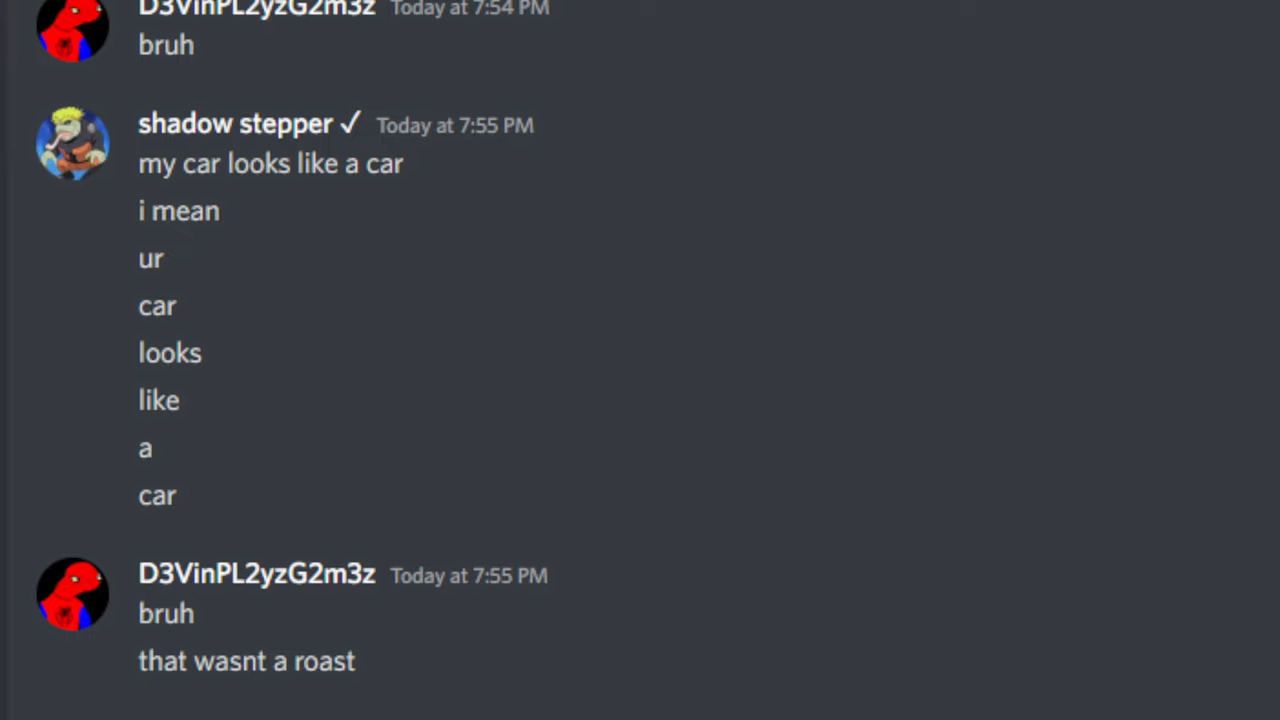 D3VinPL2yzG2m3z Today at 7:54 PM
bruh
shadow stepper ✓ Today at 7:55 PM
my car looks like a car
i mean
ur
car
looks
like
a
car
D3VinPL2yzG2m3z Today at 7:55 PM
bruh
that wasnt a roast